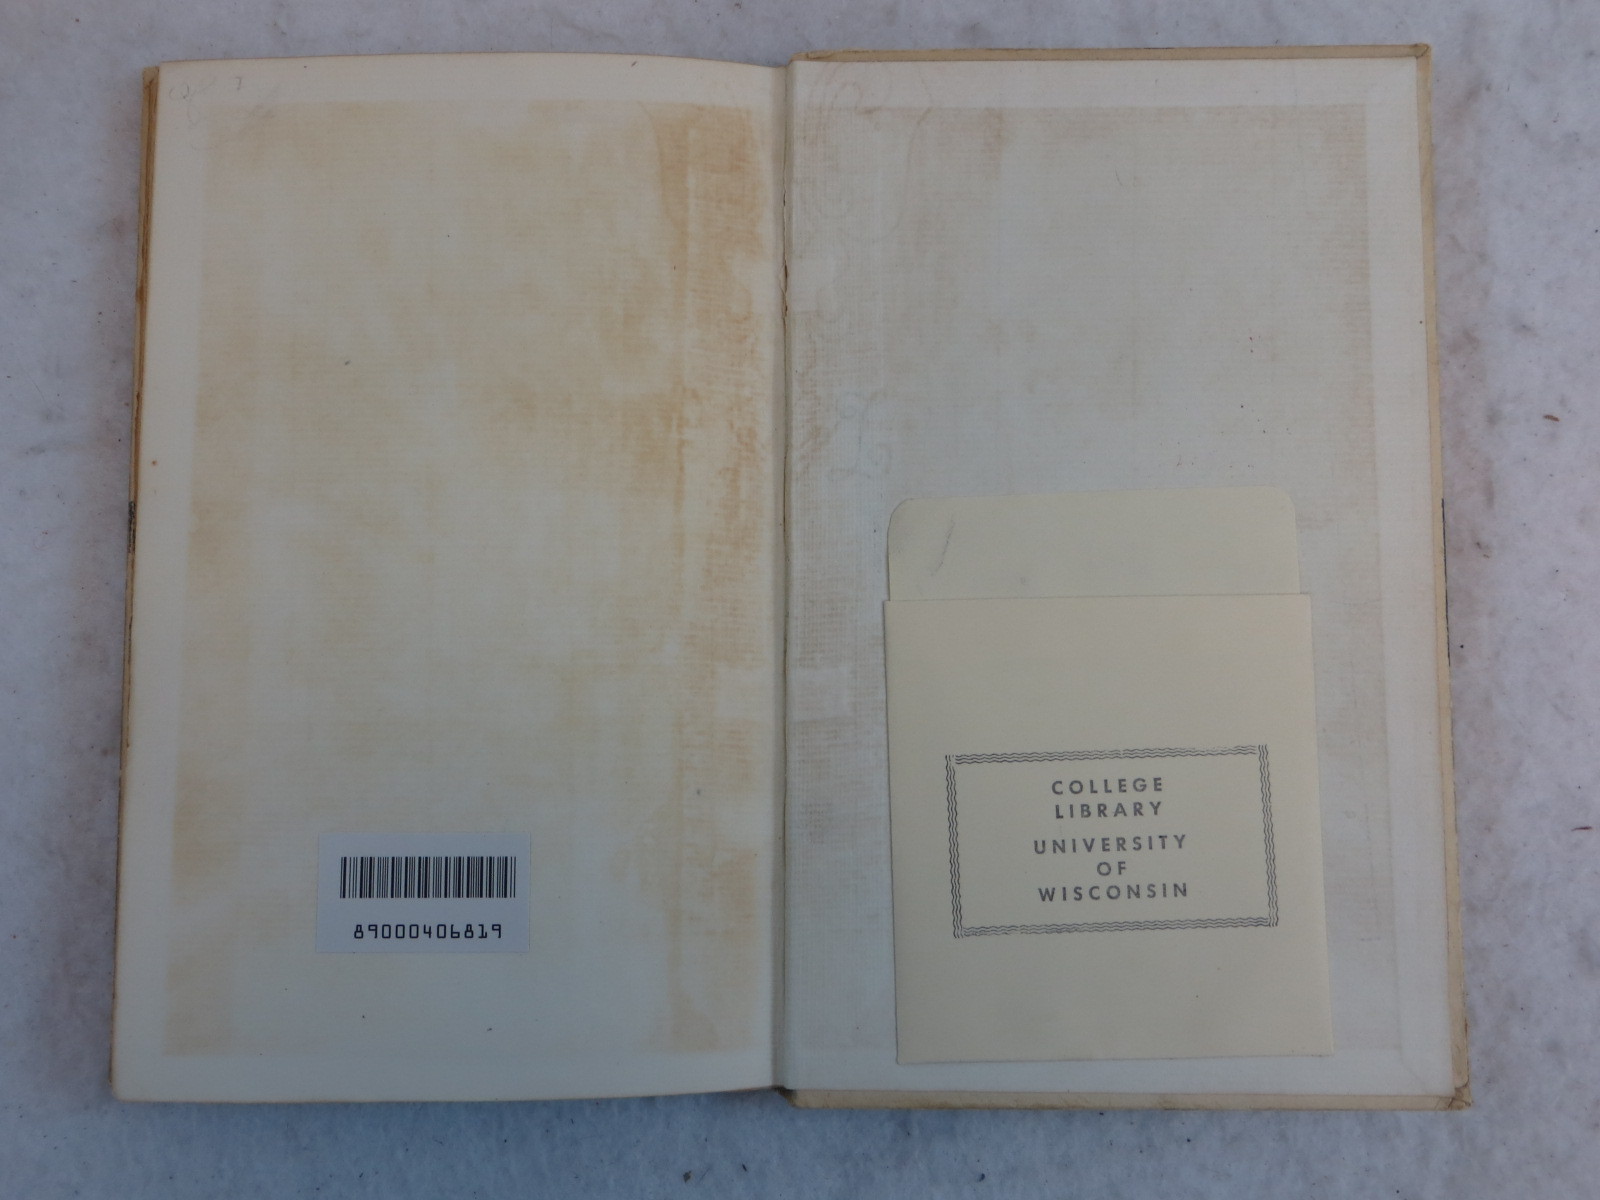 89000406819
COLLEGE
LIBRARY
UNIVERSITY
OF
WISCONSIN